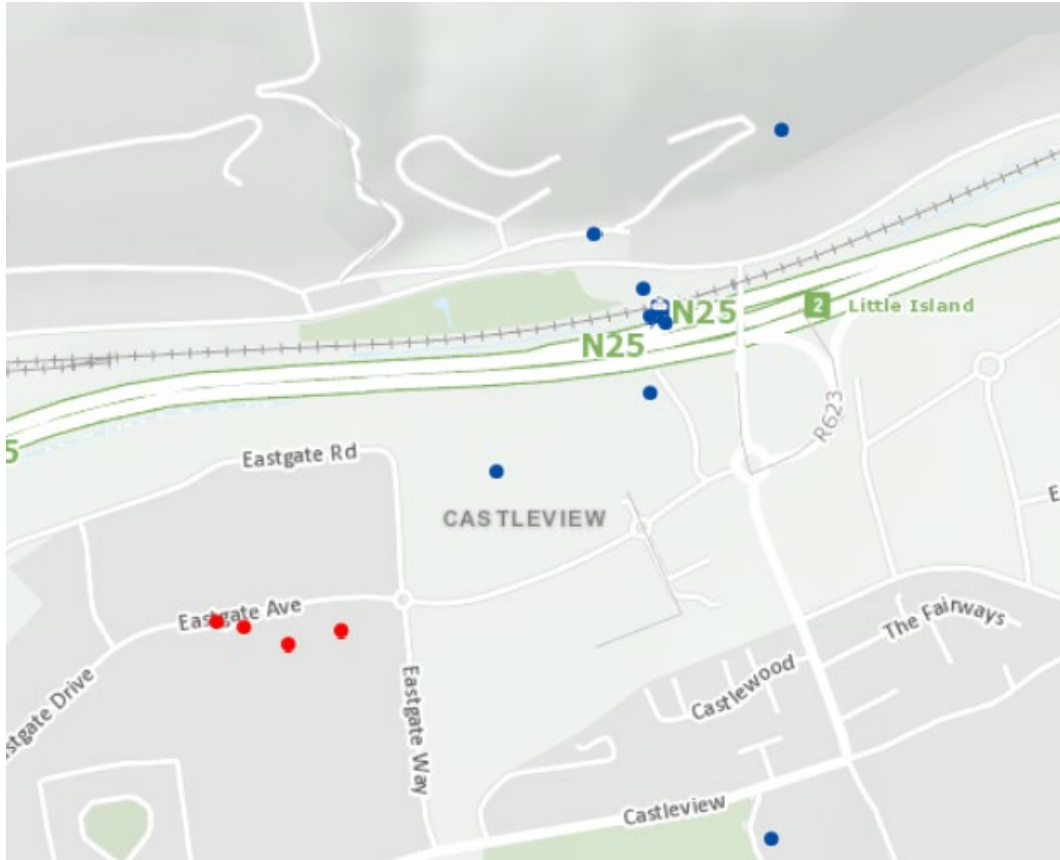 N25
2
Little Island
N25
R623
5
Eastgate Rd
E
CASTLEVIEW
Eastgate Ave
The Fairways
Castlewood
stgate Drive
Eastgate Way
Castleview